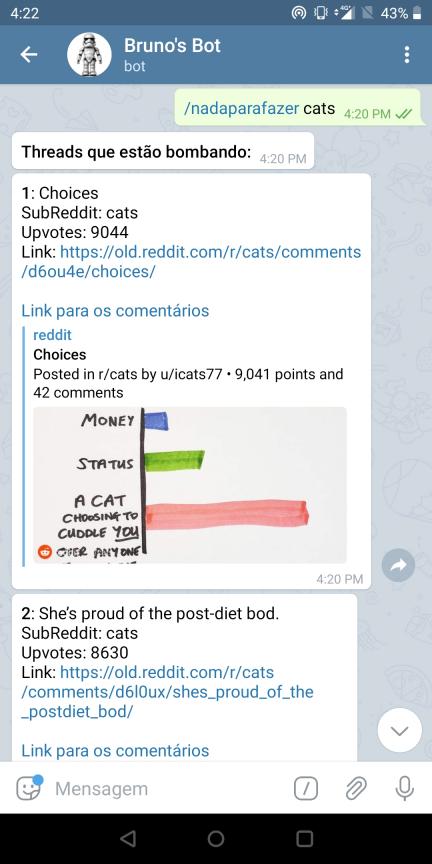 4:22
4G+
43%
Bruno's Bot
bot
/nadaparafazer cats 4:20 PM
Threads que estão bombando: 4:20 PM
1: Choices
SubReddit: cats
Upvotes: 9044
Link: https://old.reddit.com/r/cats/comments
/d6ou4e/choices/
Link para os comentários
reddit
Choices
Posted in r/cats by u/icats77 • 9,041 points and
42 comments
MONEY
STATUS
A CAT
CHOOSING TO
CUDDLE YOU
OVER ANYONE
4:20 PM
2: She’s proud of the post-diet bod.
SubReddit: cats
Upvotes: 8630
Link: https://old.reddit.com/r/cats
/comments/d6l0ux/shes_proud_of_the
_postdiet_bod/
Link para os comentários
Mensagem